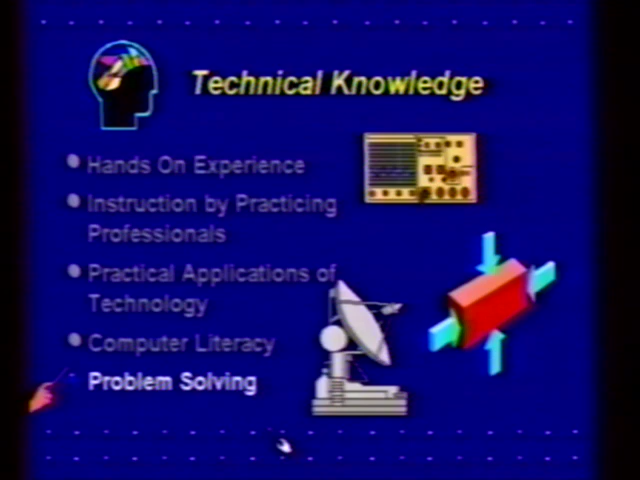 Technical Knowledge
Hands On Experience
Instruction by Practicing
Professionals
Practical Applications of
Technology
Computer Literacy
Problem Solving